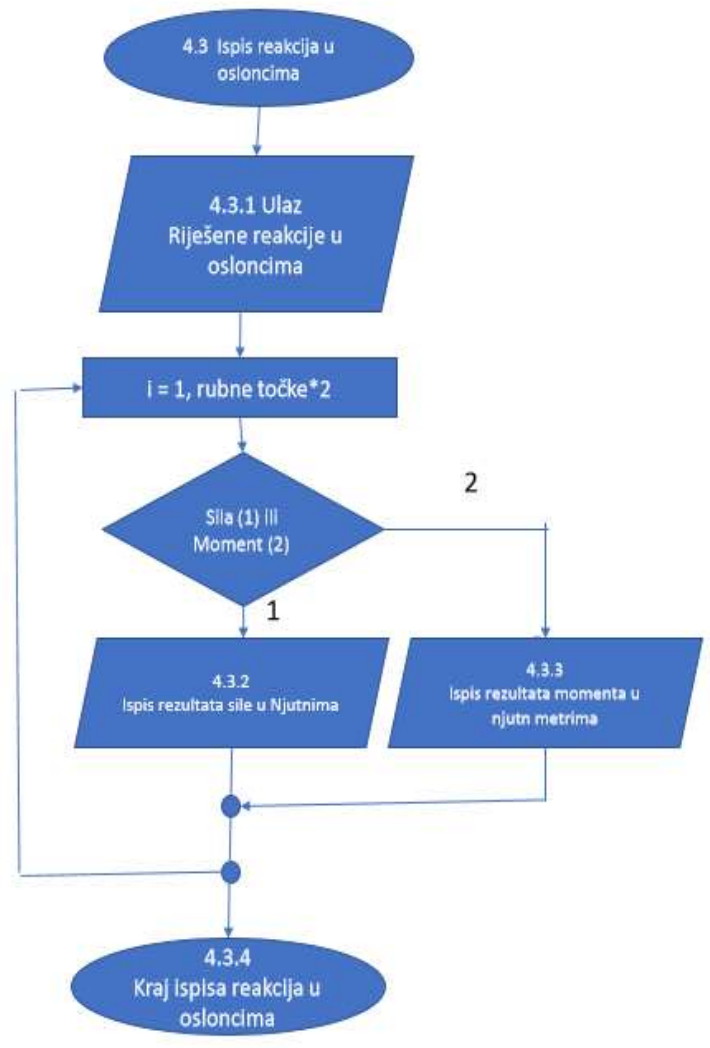 4.3 Ispis reakcija u
osloncima
4.3.1 Ulaz
Riješene reakcije u
osloncima
i = 1, rubne točke*2
Sila (1) ili
Moment (2)
2
1
4.3.2
Ispis rezultata sile u Njutnima
4.3.3
Ispis rezultata momenta u
njutn metrima
4.3.4
Kraj ispisa reakcija u
osloncima